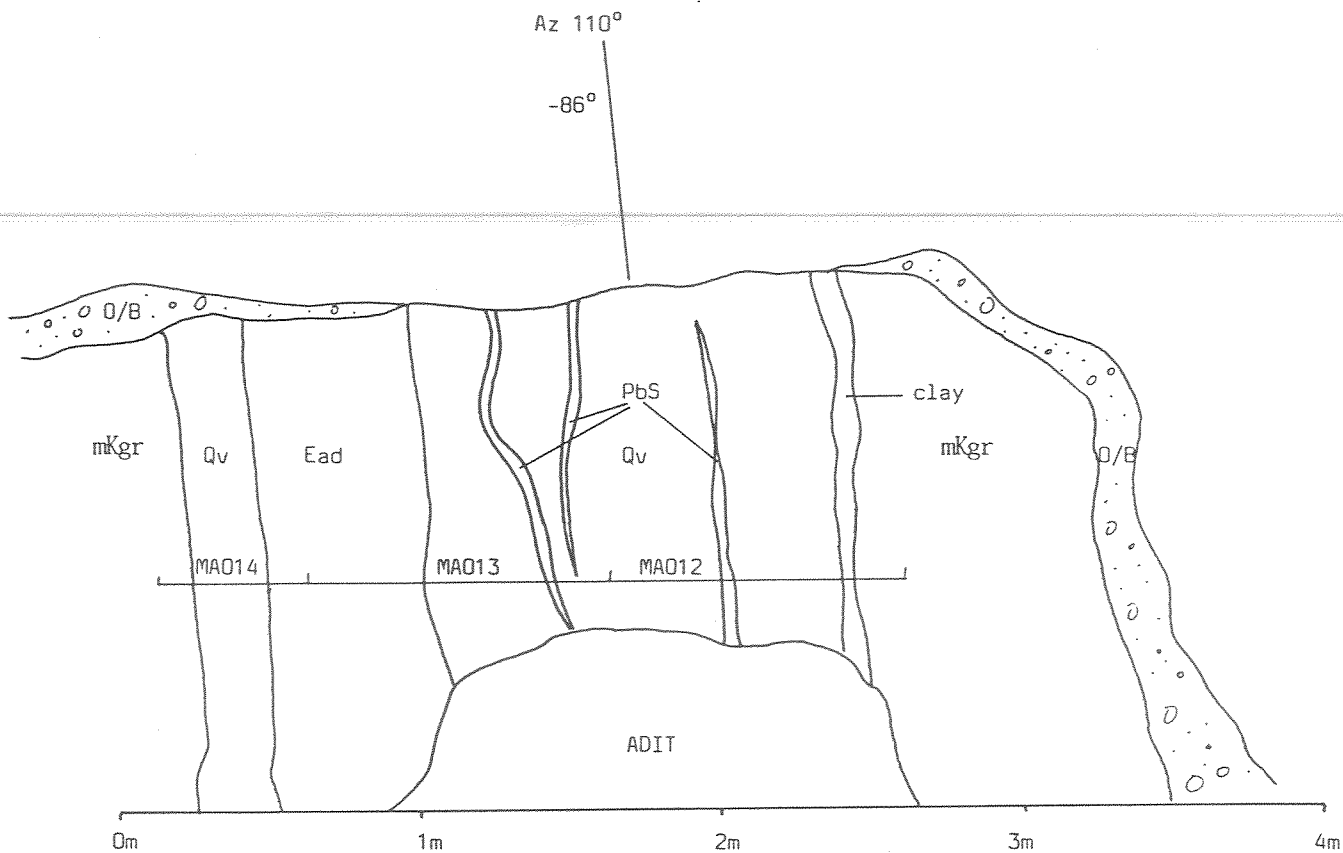 Az 110°
-86°
O/B
PbS
clay
mKgr
Qv
Ead
Qv
mKgr
O/B
MA014
MA013
MA012
ADIT
0m
1m
2m
3m
4m